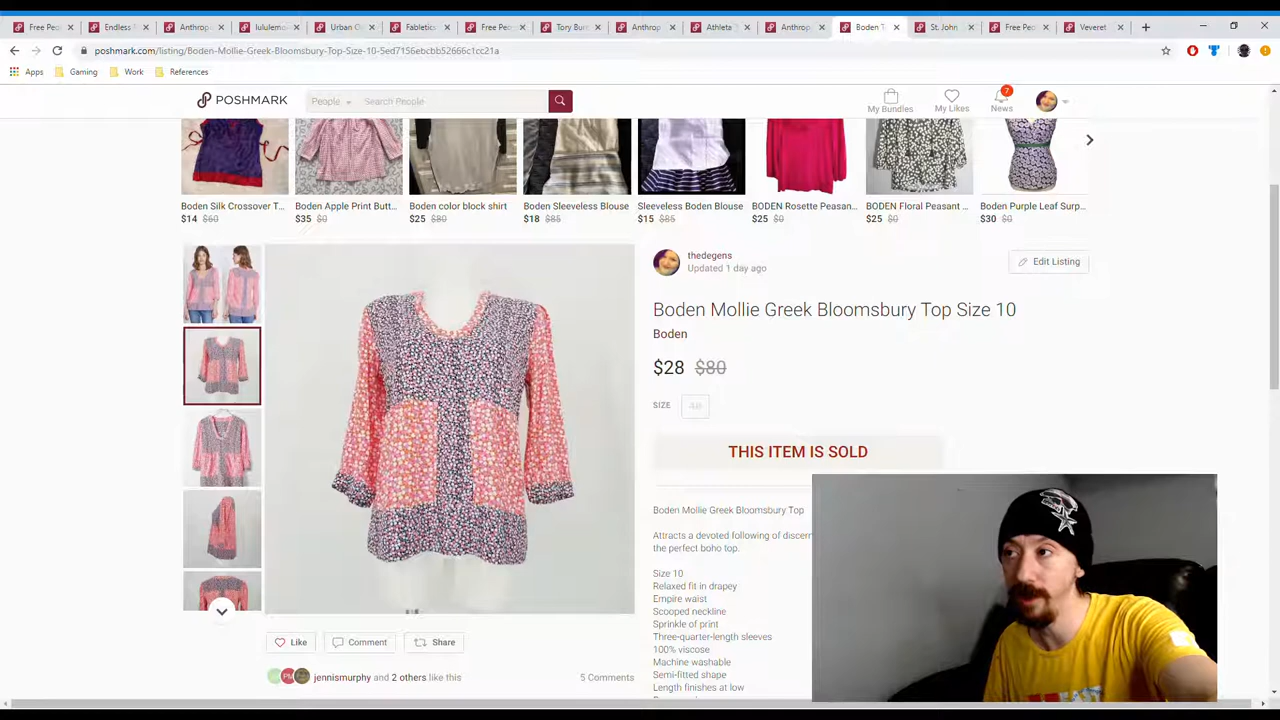 Free Peo
Endless
Anthrop
lululemo
Urban O
Fabletics
Free Peo
Tory Bur
Anthrop
Athleta
Anthrop
Boden T
St. John
Free Peo
Veveret
poshmark.com/listing/Boden-Mollie-Greek-Bloomsbury-Top-Size-10-5ed7156ebcbb52666c1cc21a
Apps
Gaming
Work
References
POSHMARK
People
Search People
My Bundles
My Likes
7
News
Boden Silk Crossover T...
$14 $60
Boden Apple Print Butt...
$35 $0
Boden color block shirt
$25 $80
Boden Sleeveless Blouse
$18 $85
Sleeveless Boden Blouse
$15 $85
BODEN Rosette Peasan...
$25 $0
BODEN Floral Peasant ...
$25 $0
Boden Purple Leaf Surp...
$30 $0
thedegens
Updated 1 day ago
Edit Listing
Boden Mollie Greek Bloomsbury Top Size 10
Boden
$28 $80
SIZE 10
THIS ITEM IS SOLD
Boden Mollie Greek Bloomsbury Top
Attracts a devoted following of discern
the perfect boho top.
Size 10
Relaxed fit in drapey
Empire waist
Scooped neckline
Sprinkle of print
Three-quarter-length sleeves
100% viscose
Machine washable
Semi-fitted shape
Length finishes at low
Like
Comment
Share
PM
jennismurphy and 2 others like this
5 Comments